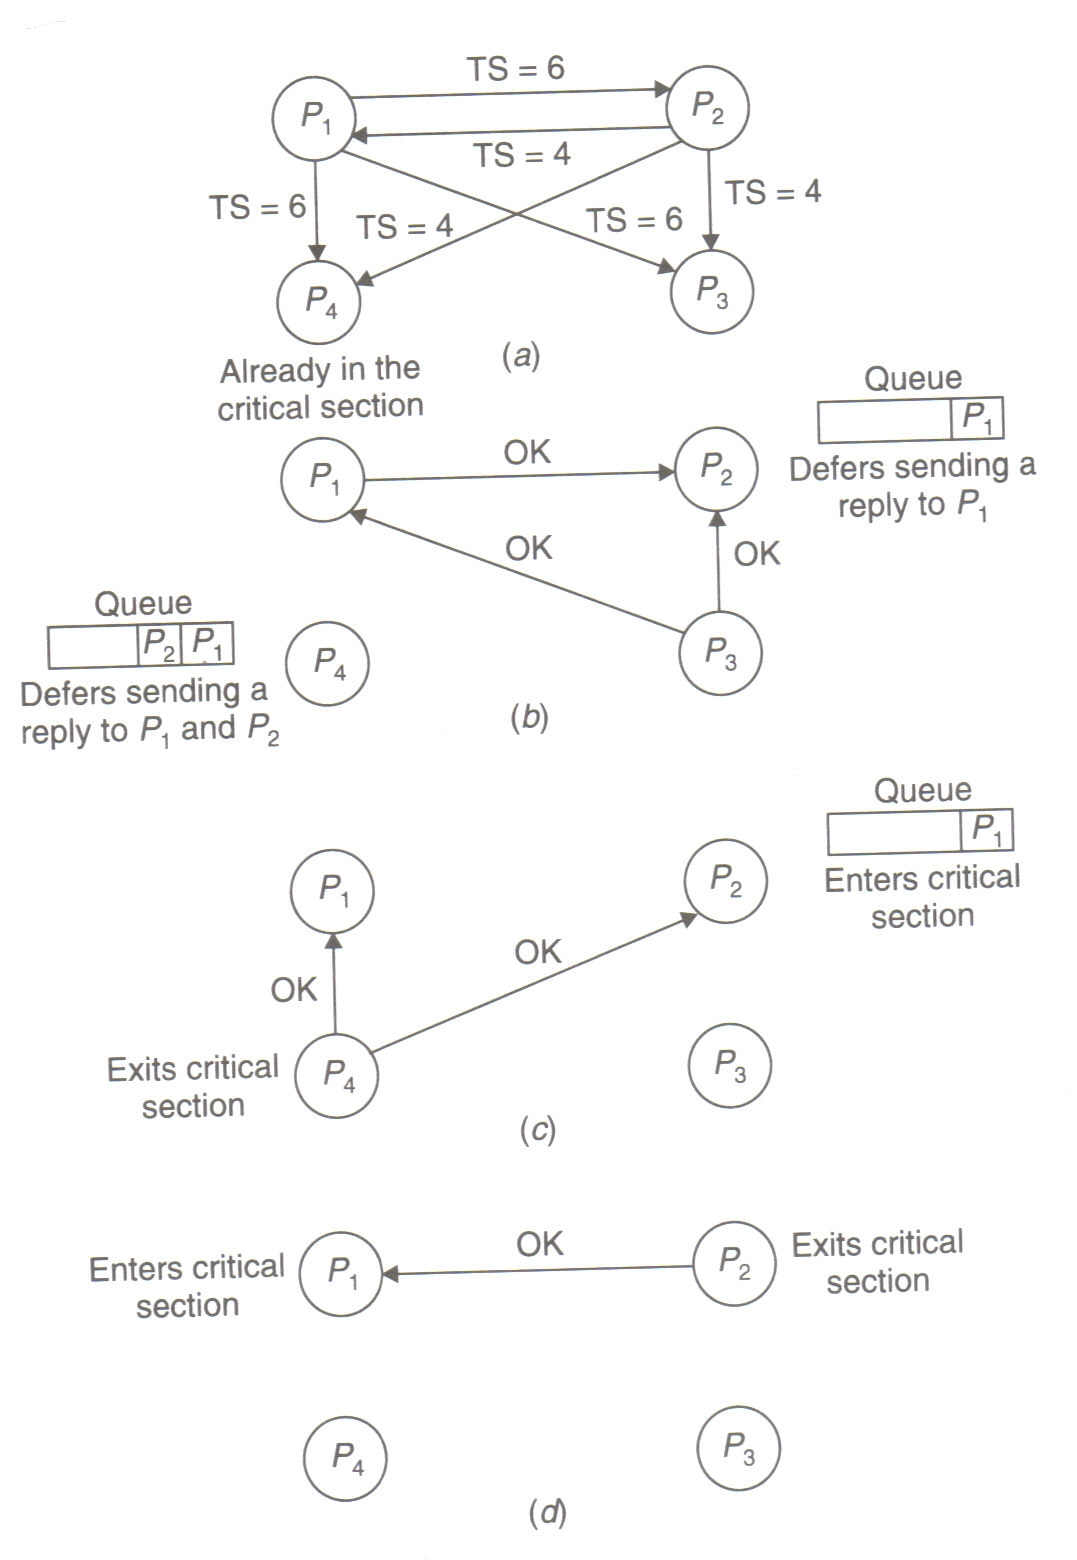 TS = 6
P1
P2
TS = 4
TS = 6
TS = 4
TS = 6
TS = 4
P4
P3
Already in the
critical section
(a)
Queue
P1
Defers sending a
reply to P1
P1
OK
P2
OK
OK
Queue
P2 P1
Defers sending a
reply to P1 and P2
P4
P3
(b)
Queue
P1
Enters critical
section
P1
P2
OK
OK
Exits critical
section
P4
P3
(c)
Enters critical
section
P1
OK
P2
Exits critical
section
P4
P3
(d)